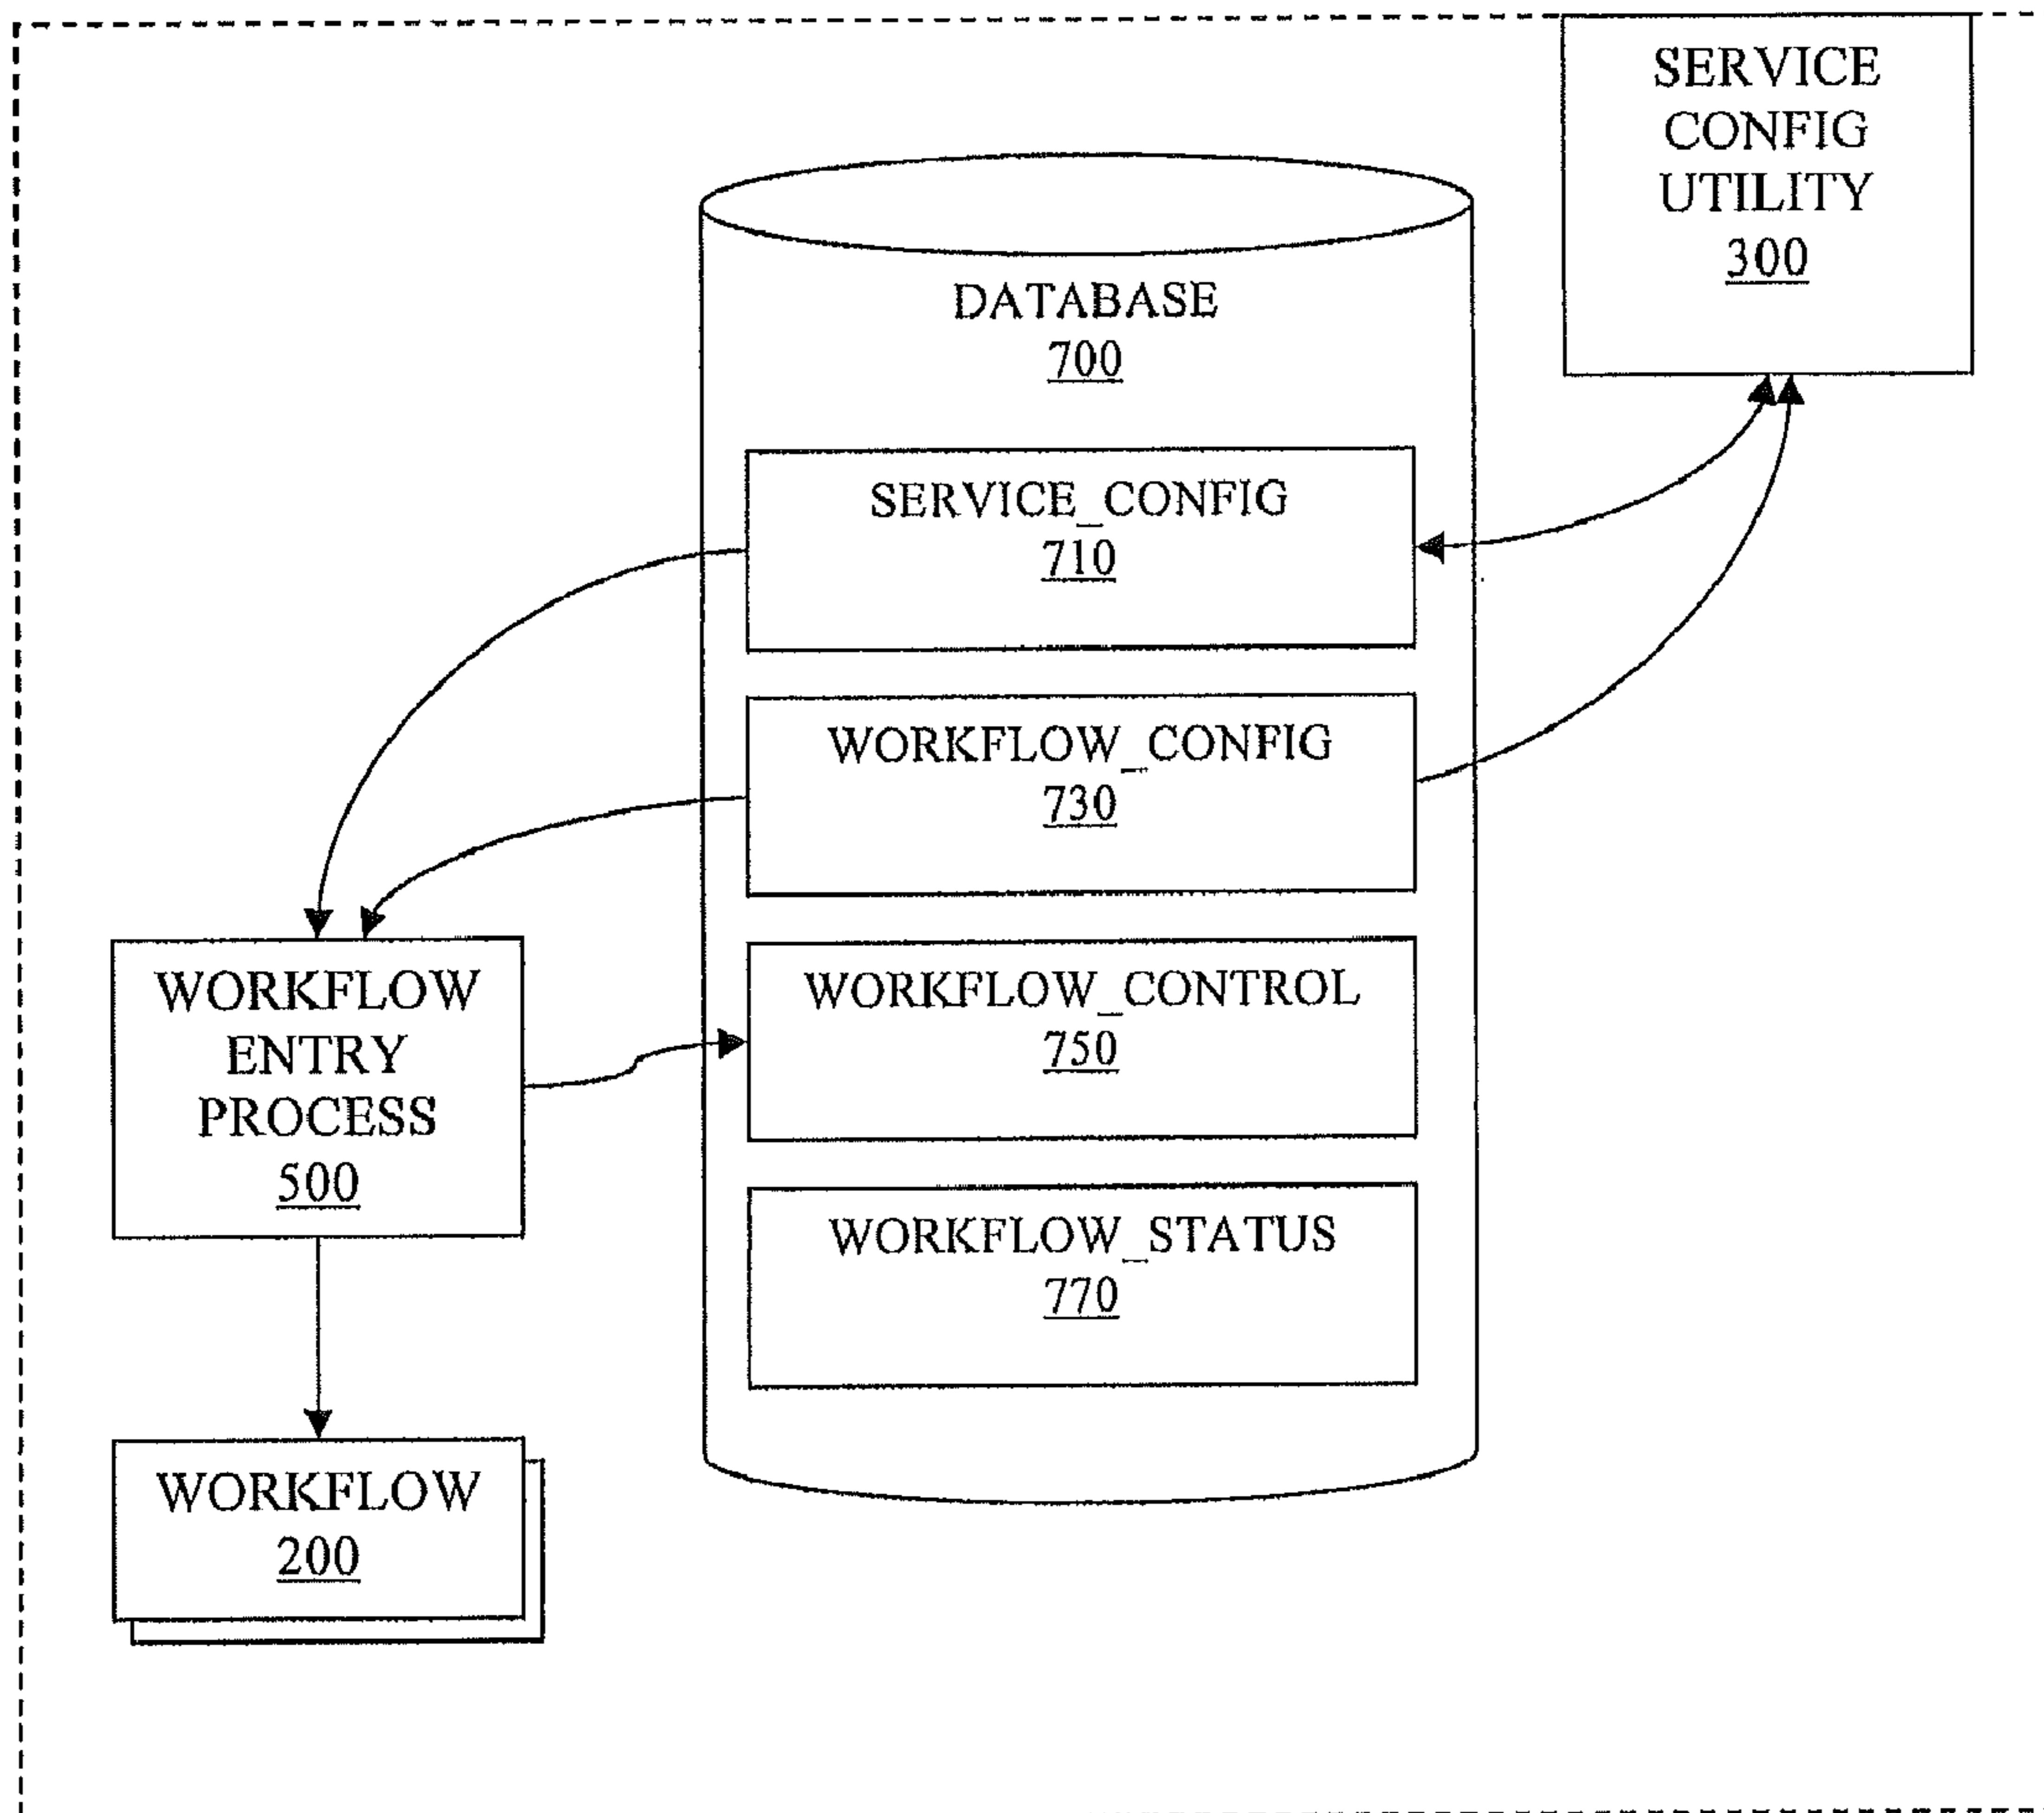 SERVICE
CONFIG
UTILITY
300
DATABASE
700
SERVICE_CONFIG
710
WORKFLOW_CONFIG
730
WORKFLOW_CONTROL
750
WORKFLOW_STATUS
770
WORKFLOW
ENTRY
PROCESS
500
WORKFLOW
200